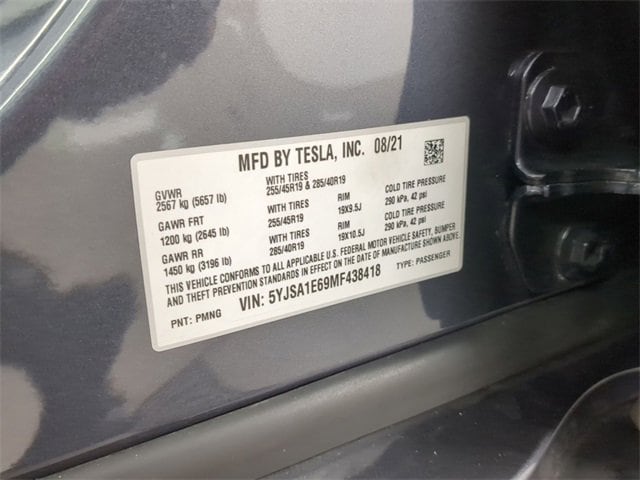 MFD BY TESLA, INC. 08/21
GVWR
2567 kg (5657 lb)
WITH TIRES
255/45R19 & 285/40R19
GAWR FRT
1200 kg (2645 lb)
WITH TIRES
255/45R19
RIM
19X9.5J
COLD TIRE PRESSURE
290 kPa, 42 psi
GAWR RR
1450 kg (3196 lb)
WITH TIRES
285/40R19
RIM
19X10.5J
COLD TIRE PRESSURE
290 kPa, 42 psi
THIS VEHICLE CONFORMS TO ALL APPLICABLE U.S. FEDERAL MOTOR VEHICLE SAFETY, BUMPER
AND THEFT PREVENTION STANDARDS IN EFFECT ON THE DATE OF MANUFACTURE SHOWN ABOVE.
PNT: PMNG VIN: 5YJSA1E69MF438418 TYPE: PASSENGER